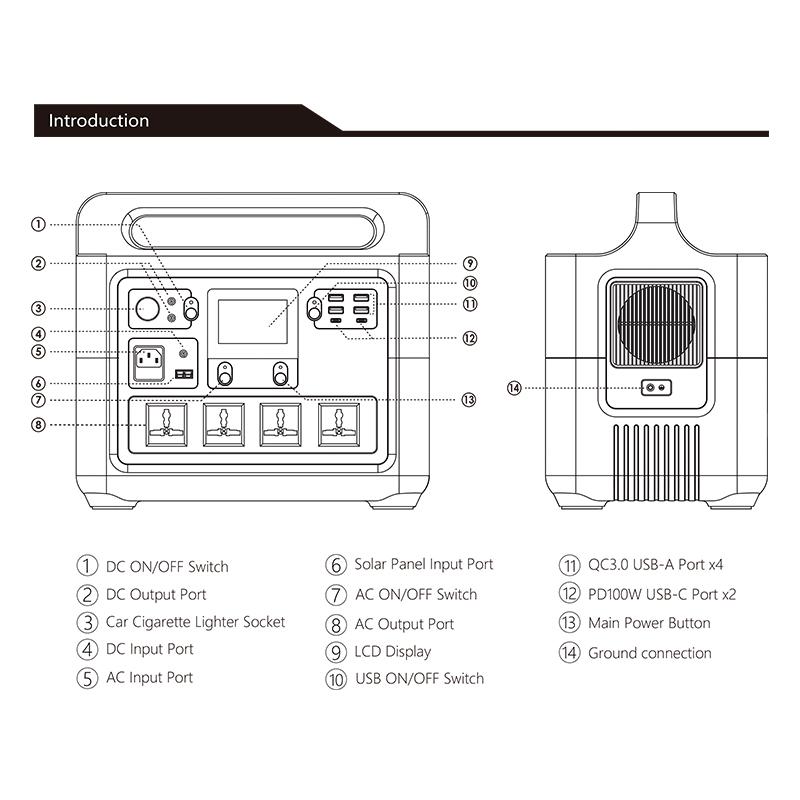 Introduction
① ② ③ ④ ⑤ ⑥ ⑦ ⑧
⑨ ⑩ ⑪ ⑫ ⑬
⑭
① DC ON/OFF Switch
② DC Output Port
③ Car Cigarette Lighter Socket
④ DC Input Port
⑤ AC Input Port
⑥ Solar Panel Input Port
⑦ AC ON/OFF Switch
⑧ AC Output Port
⑨ LCD Display
⑩ USB ON/OFF Switch
⑪ QC3.0 USB-A Port x4
⑫ PD100W USB-C Port x2
⑬ Main Power Button
⑭ Ground connection